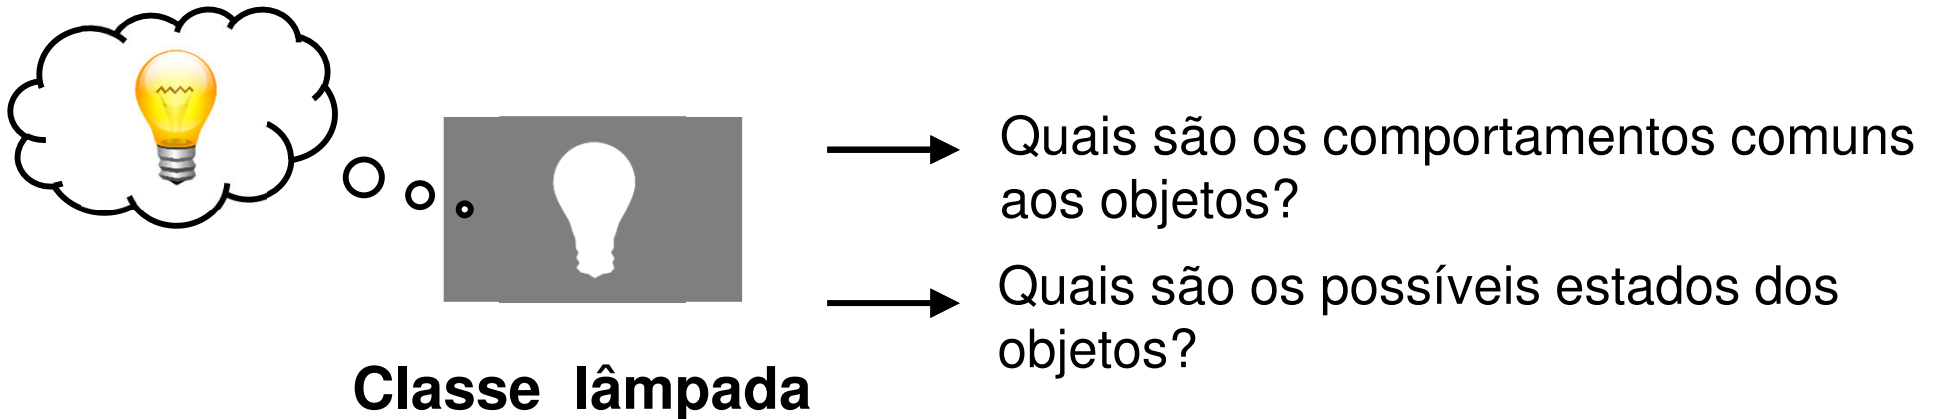 Quais são os comportamentos comuns
aos objetos?
Quais são os possíveis estados dos
objetos?
Classe lâmpada